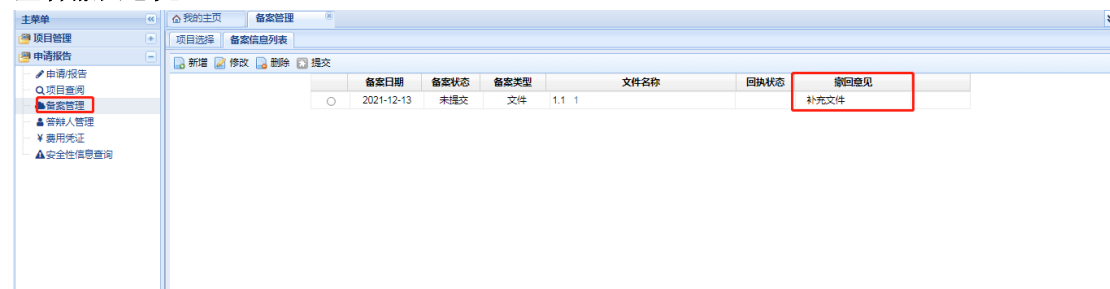 主菜单
我的主页 备案管理
项目管理
项目选择 备案信息列表
申请报告
新增 修改 删除 提交
申请/报告
项目查阅
备案管理
答辩人管理
¥ 费用凭证
安全性信息查询
备案日期 备案状态 备案类型 文件名称 回执状态 撤回意见
2021-12-13 未提交 文件 1.1 1 补充文件